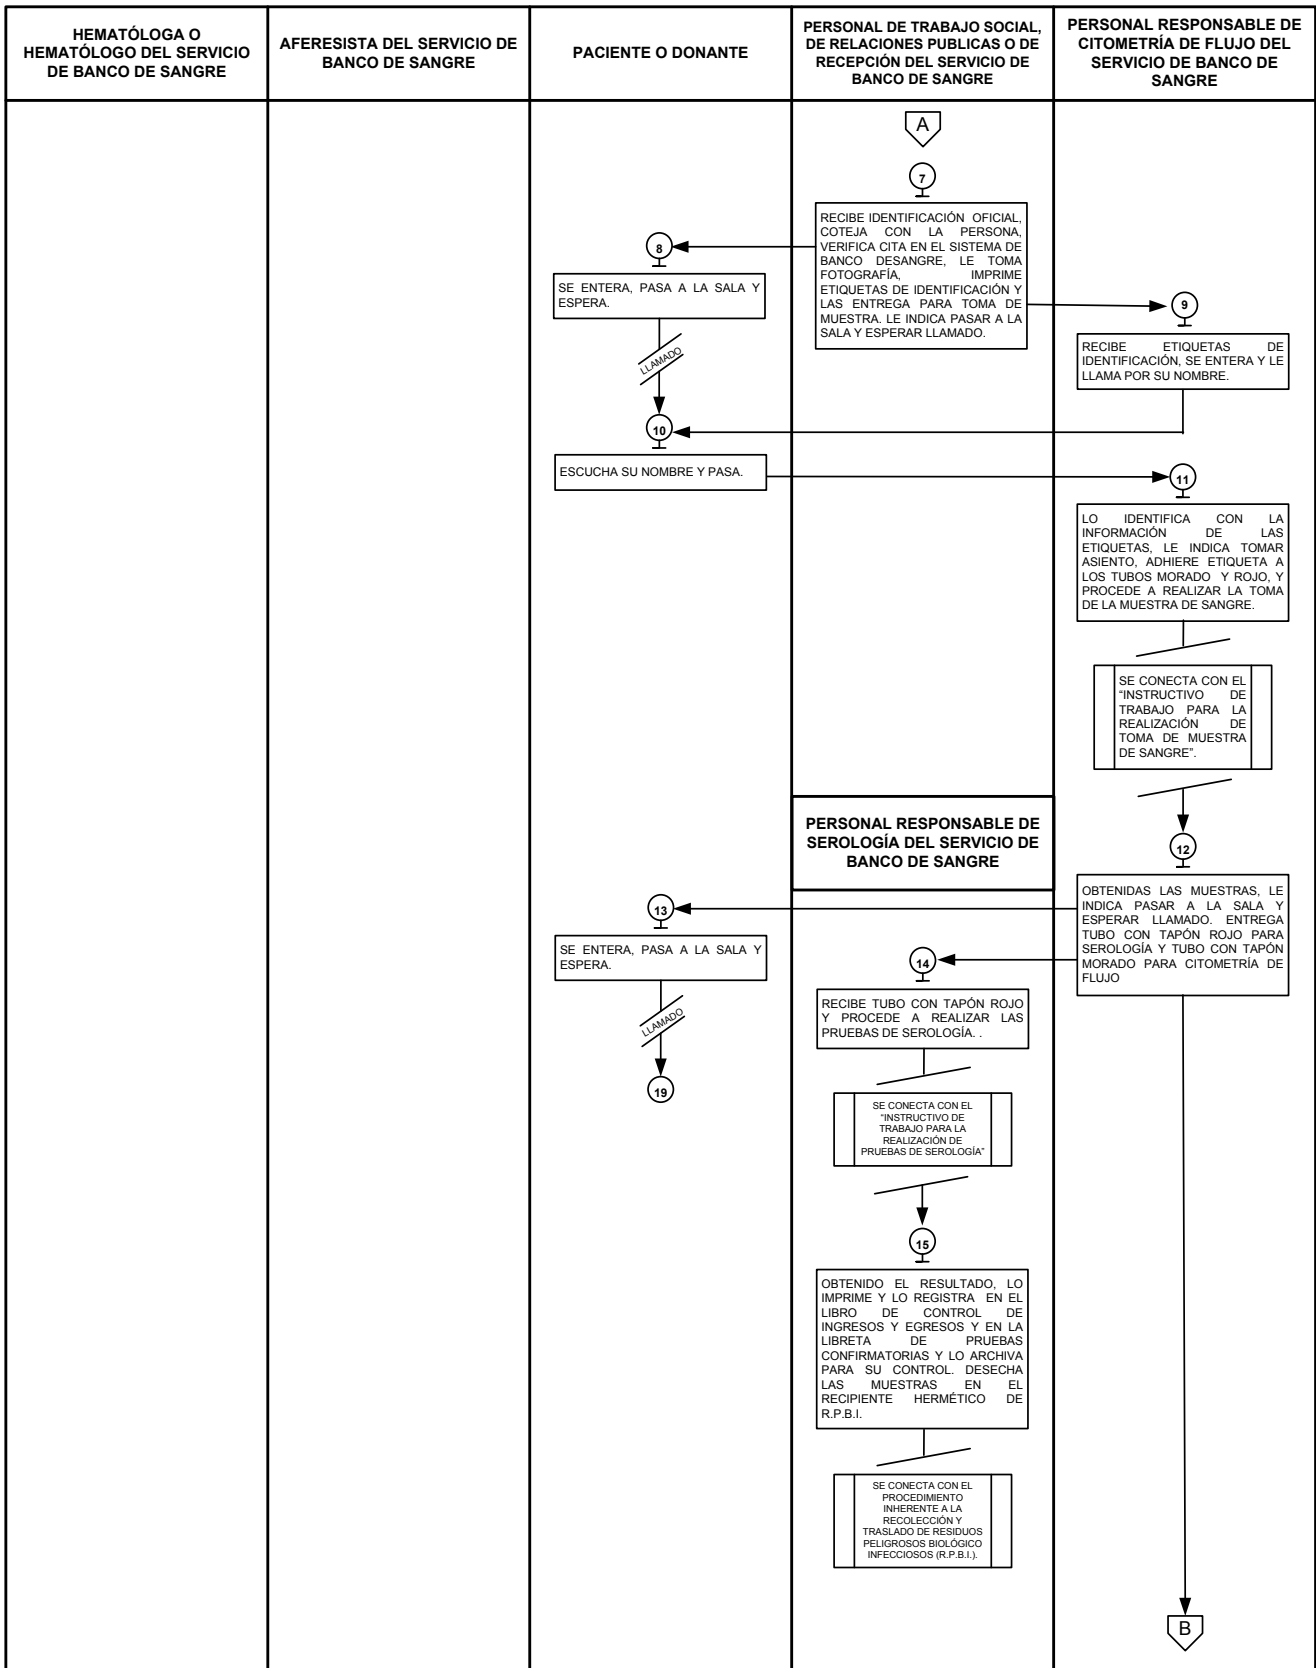 HEMATÓLOGA O
HEMATÓLOGO DEL SERVICIO
DE BANCO DE SANGRE
AFERESISTA DEL SERVICIO DE
BANCO DE SANGRE
PACIENTE O DONANTE
PERSONAL DE TRABAJO SOCIAL,
DE RELACIONES PUBLICAS O DE
RECEPCIÓN DEL SERVICIO DE
BANCO DE SANGRE
PERSONAL RESPONSABLE DE
CITOMETRÍA DE FLUJO DEL
SERVICIO DE BANCO DE
SANGRE
A
7
RECIBE IDENTIFICACIÓN OFICIAL,
COTEJA CON LA PERSONA,
VERIFICA CITA EN EL SISTEMA DE
BANCO DESANGRE, LE TOMA
FOTOGRAFÍA, IMPRIME
ETIQUETAS DE IDENTIFICACIÓN Y
LAS ENTREGA PARA TOMA DE
MUESTRA. LE INDICA PASAR A LA
SALA Y ESPERAR LLAMADO.
8
SE ENTERA, PASA A LA SALA Y
ESPERA.
LLAMADO
9
RECIBE ETIQUETAS DE
IDENTIFICACIÓN, SE ENTERA Y LE
LLAMA POR SU NOMBRE.
10
ESCUCHA SU NOMBRE Y PASA.
11
LO IDENTIFICA CON LA
INFORMACIÓN DE LAS
ETIQUETAS, LE INDICA TOMAR
ASIENTO, ADHIERE ETIQUETA A
LOS TUBOS MORADO Y ROJO, Y
PROCEDE A REALIZAR LA TOMA
DE LA MUESTRA DE SANGRE.
SE CONECTA CON EL
“INSTRUCTIVO DE
TRABAJO PARA LA
REALIZACIÓN DE
TOMA DE MUESTRA
DE SANGRE”.
PERSONAL RESPONSABLE DE
SEROLOGÍA DEL SERVICIO DE
BANCO DE SANGRE
12
OBTENIDAS LAS MUESTRAS, LE
INDICA PASAR A LA SALA Y
ESPERAR LLAMADO. ENTREGA
TUBO CON TAPÓN ROJO PARA
SEROLOGÍA Y TUBO CON TAPÓN
MORADO PARA CITOMETRÍA DE
FLUJO
13
SE ENTERA, PASA A LA SALA Y
ESPERA.
LLAMADO
19
14
RECIBE TUBO CON TAPÓN ROJO
Y PROCEDE A REALIZAR LAS
PRUEBAS DE SEROLOGÍA. .
SE CONECTA CON EL
“INSTRUCTIVO DE
TRABAJO PARA LA
REALIZACIÓN DE
PRUEBAS DE SEROLOGÍA”
15
OBTENIDO EL RESULTADO, LO
IMPRIME Y LO REGISTRA EN EL
LIBRO DE CONTROL DE
INGRESOS Y EGRESOS Y EN LA
LIBRETA DE PRUEBAS
CONFIRMATORIAS Y LO ARCHIVA
PARA SU CONTROL. DESECHA
LAS MUESTRAS EN EL
RECIPIENTE HERMÉTICO DE
R.P.B.I.
SE CONECTA CON EL
PROCEDIMIENTO
INHERENTE A LA
RECOLECCIÓN Y
TRASLADO DE RESIDUOS
PELIGROSOS BIOLÓGICO
INFECCIOSOS (R.P.B.I.).
B